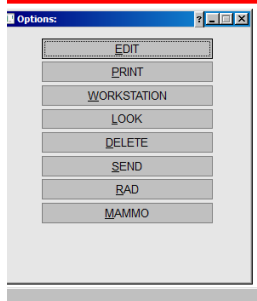 Options:
EDIT
PRINT
WORKSTATION
LOOK
DELETE
SEND
RAD
MAMMO